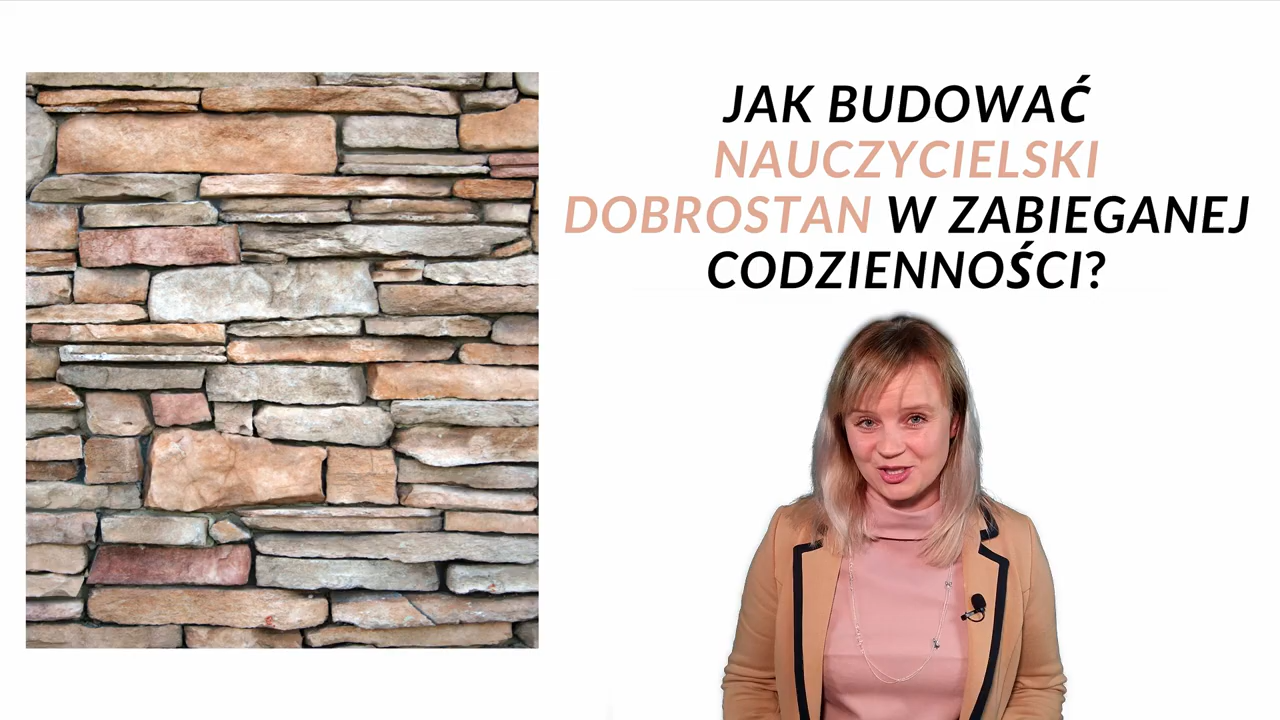 JAK BUDOWAĆ
NAUCZYCIELSKI
DOBROSTAN W ZABIEGANEJ
CODZIENNOŚCI?